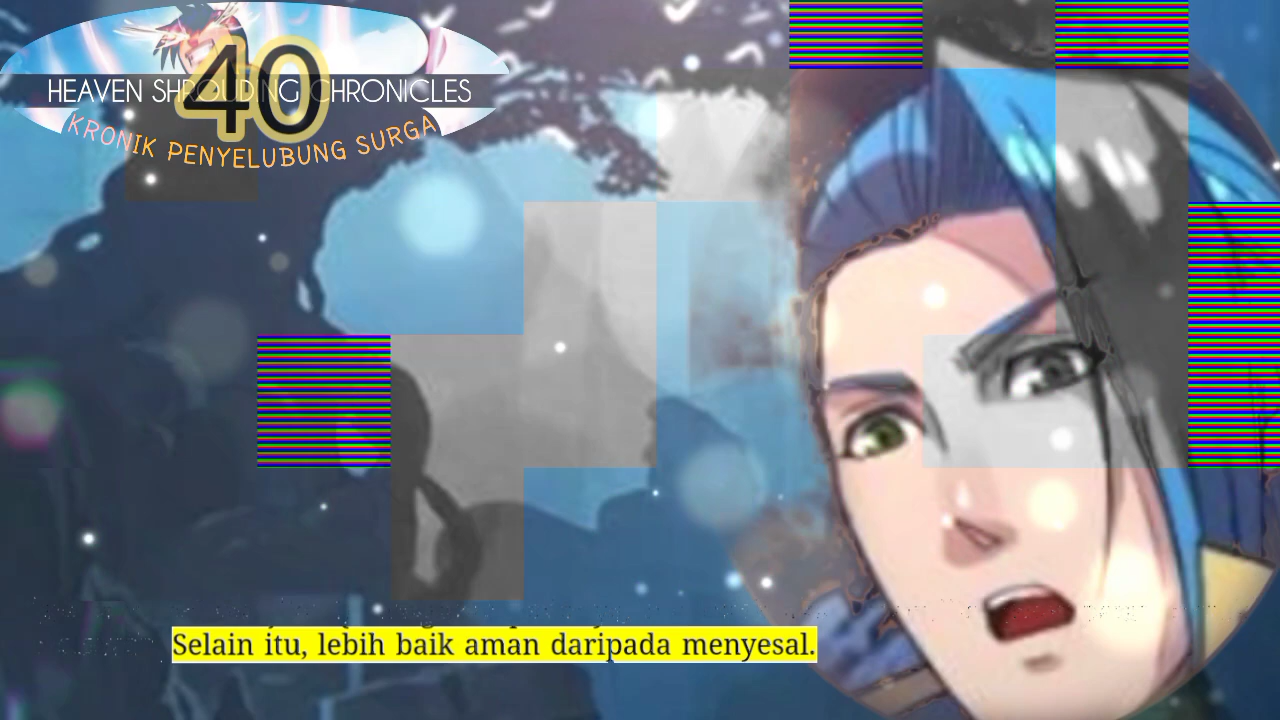 40
HEAVEN SHROUDING CHRONICLES
KRONIK PENYELUBUNG SURGA
Selain itu, lebih baik aman daripada menyesal.